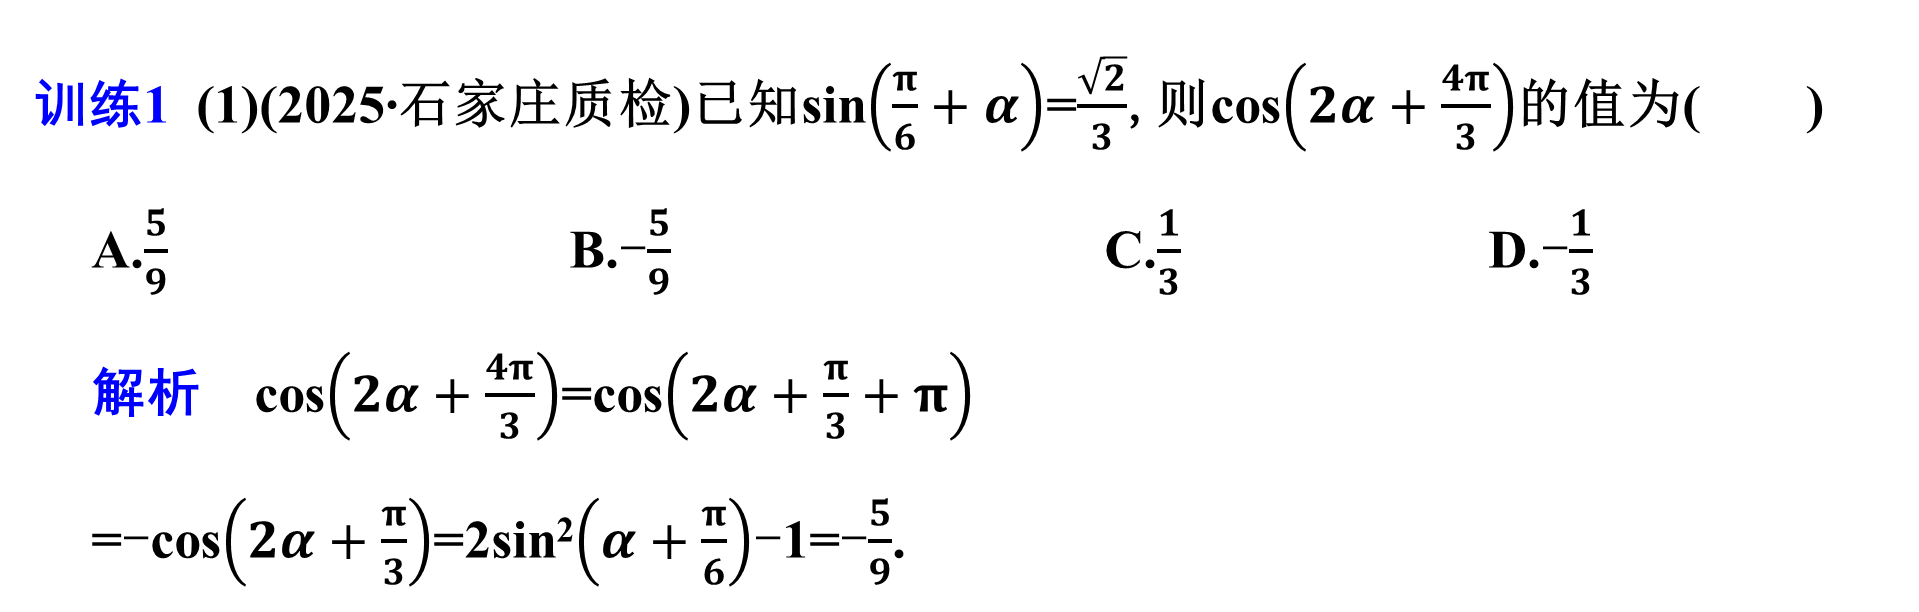 训练1 (1)(2025·石家庄质检)已知sin(π/6 + α)=√2/3, 则cos(2α + 4π/3)的值为( )
A.5/9 B.−5/9 C.1/3 D.−1/3
解析 cos(2α + 4π/3)=cos(2α + π/3 + π)
=−cos(2α + π/3)=2sin²(α + π/6)−1=−5/9.